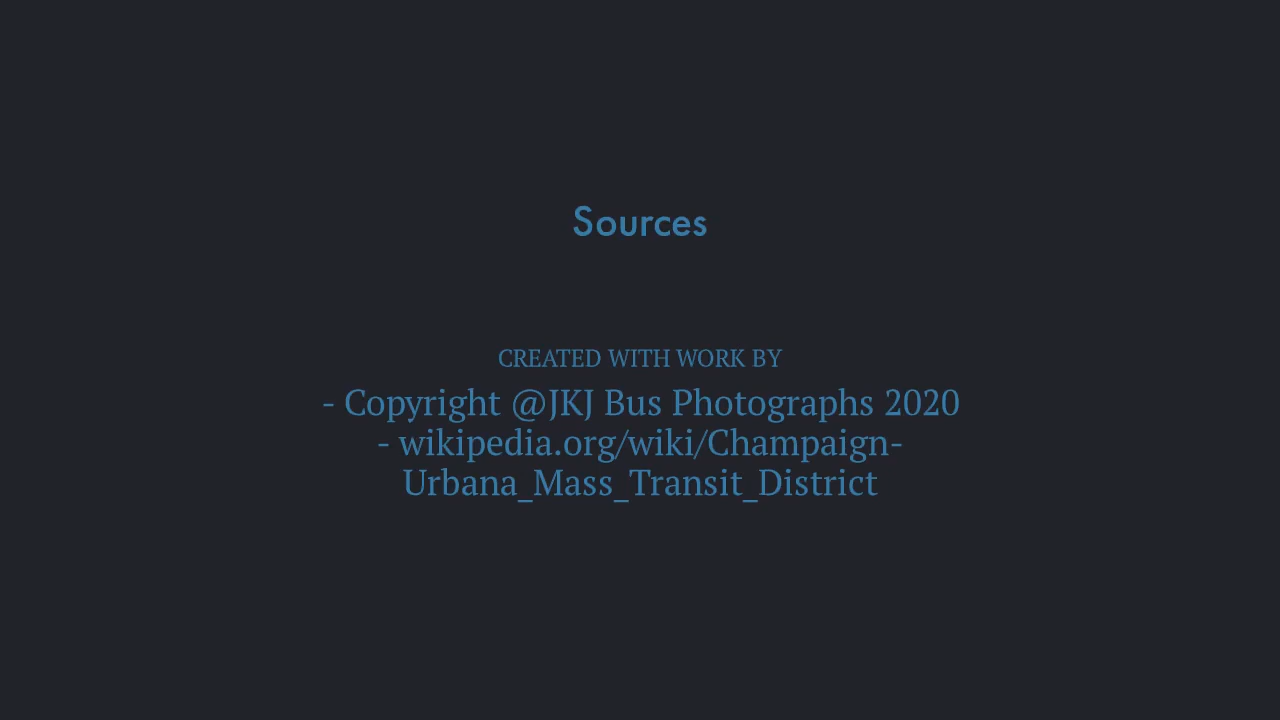 Sources
CREATED WITH WORK BY
- Copyright @JKJ Bus Photographs 2020
- wikipedia.org/wiki/Champaign-
Urbana_Mass_Transit_District